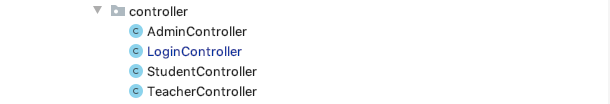 controller
C AdminController
C LoginController
C StudentController
C TeacherController